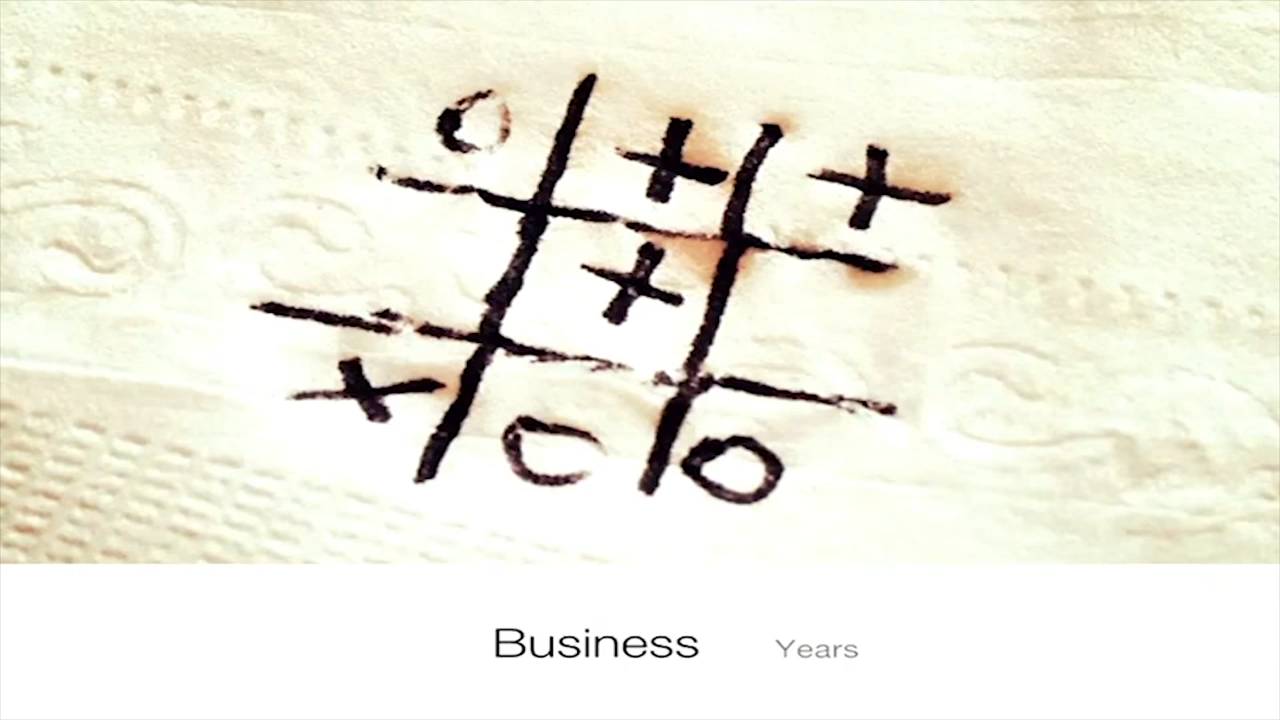 O + +
+
+ O O
Business Years